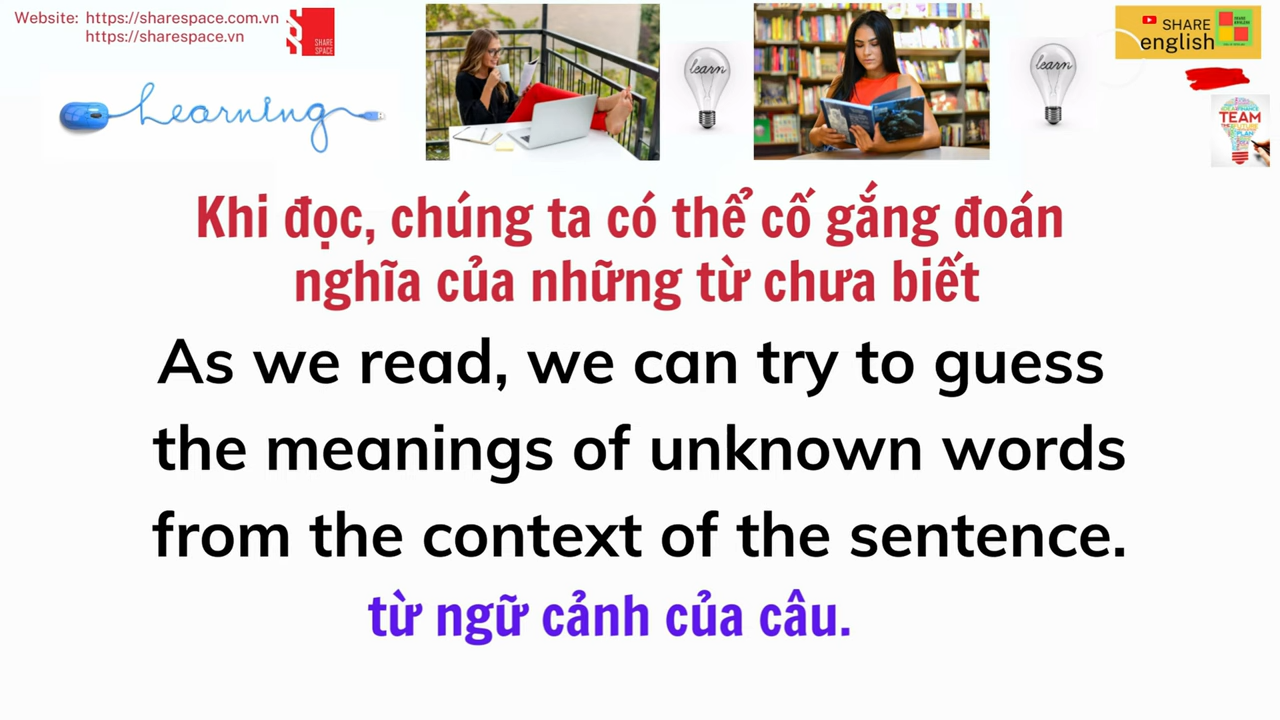 Website: https://sharespace.com.vn
https://sharespace.vn
SHARE
SPACE
Learning
learn
learn
SHARE
english
TEAM
Khi đọc, chúng ta có thể cố gắng đoán
nghĩa của những từ chưa biết
As we read, we can try to guess
the meanings of unknown words
from the context of the sentence.
từ ngữ cảnh của câu.